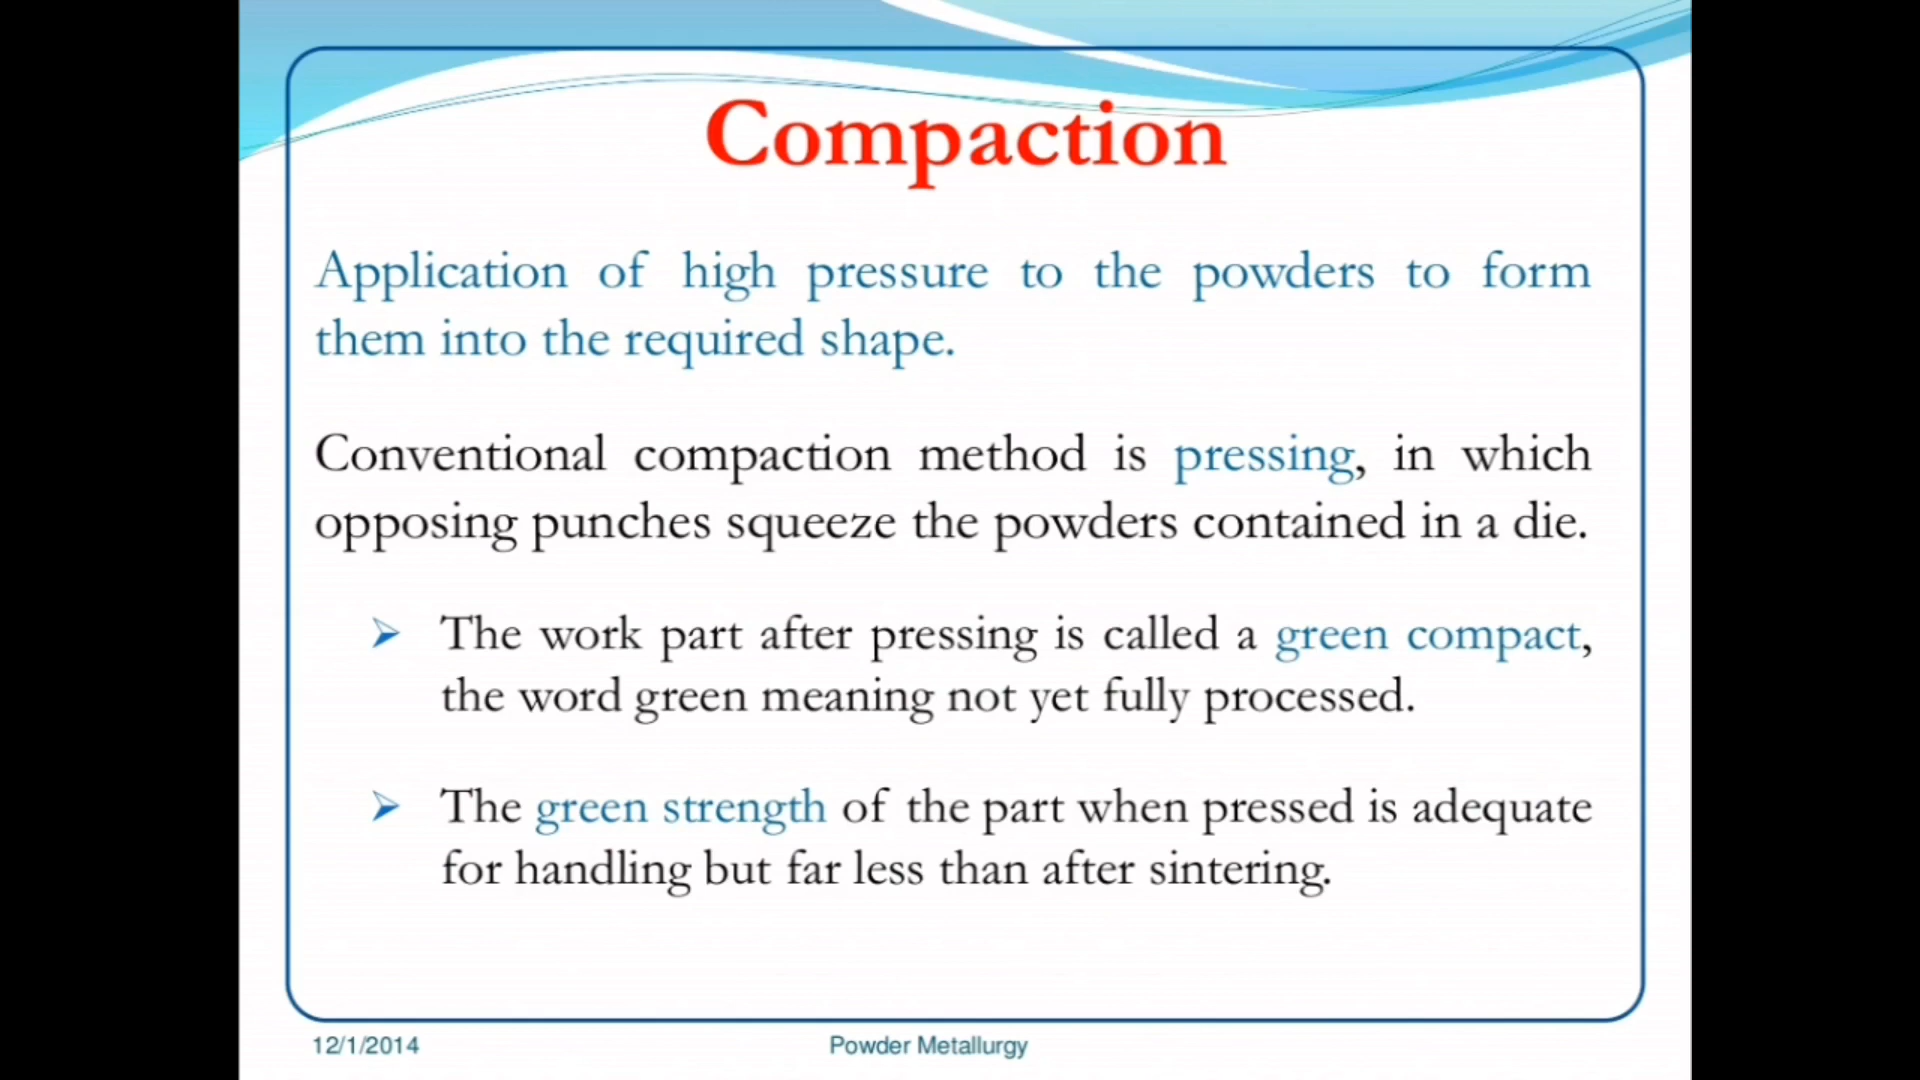 Compaction
Application of high pressure to the powders to form
them into the required shape.
Conventional compaction method is pressing, in which
opposing punches squeeze the powders contained in a die.
➢ The work part after pressing is called a green compact,
the word green meaning not yet fully processed.
➢ The green strength of the part when pressed is adequate
for handling but far less than after sintering.
12/1/2014 Powder Metallurgy